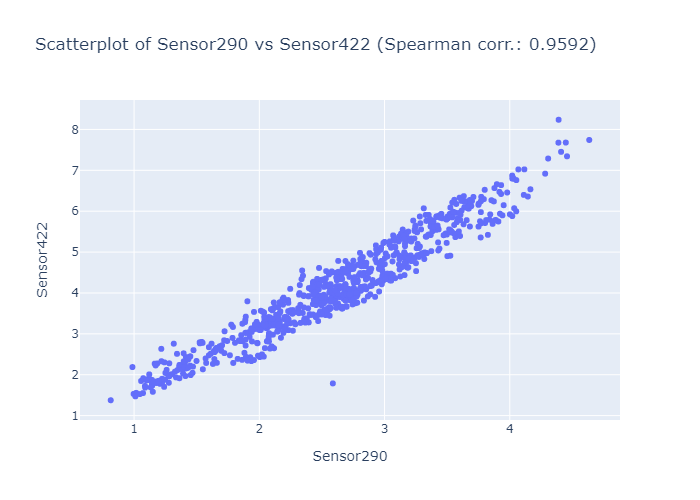 Scatterplot of Sensor290 vs Sensor422 (Spearman corr.: 0.9592)
8
7
6
5
4
3
2
1
Sensor422
1 2 3 4
Sensor290